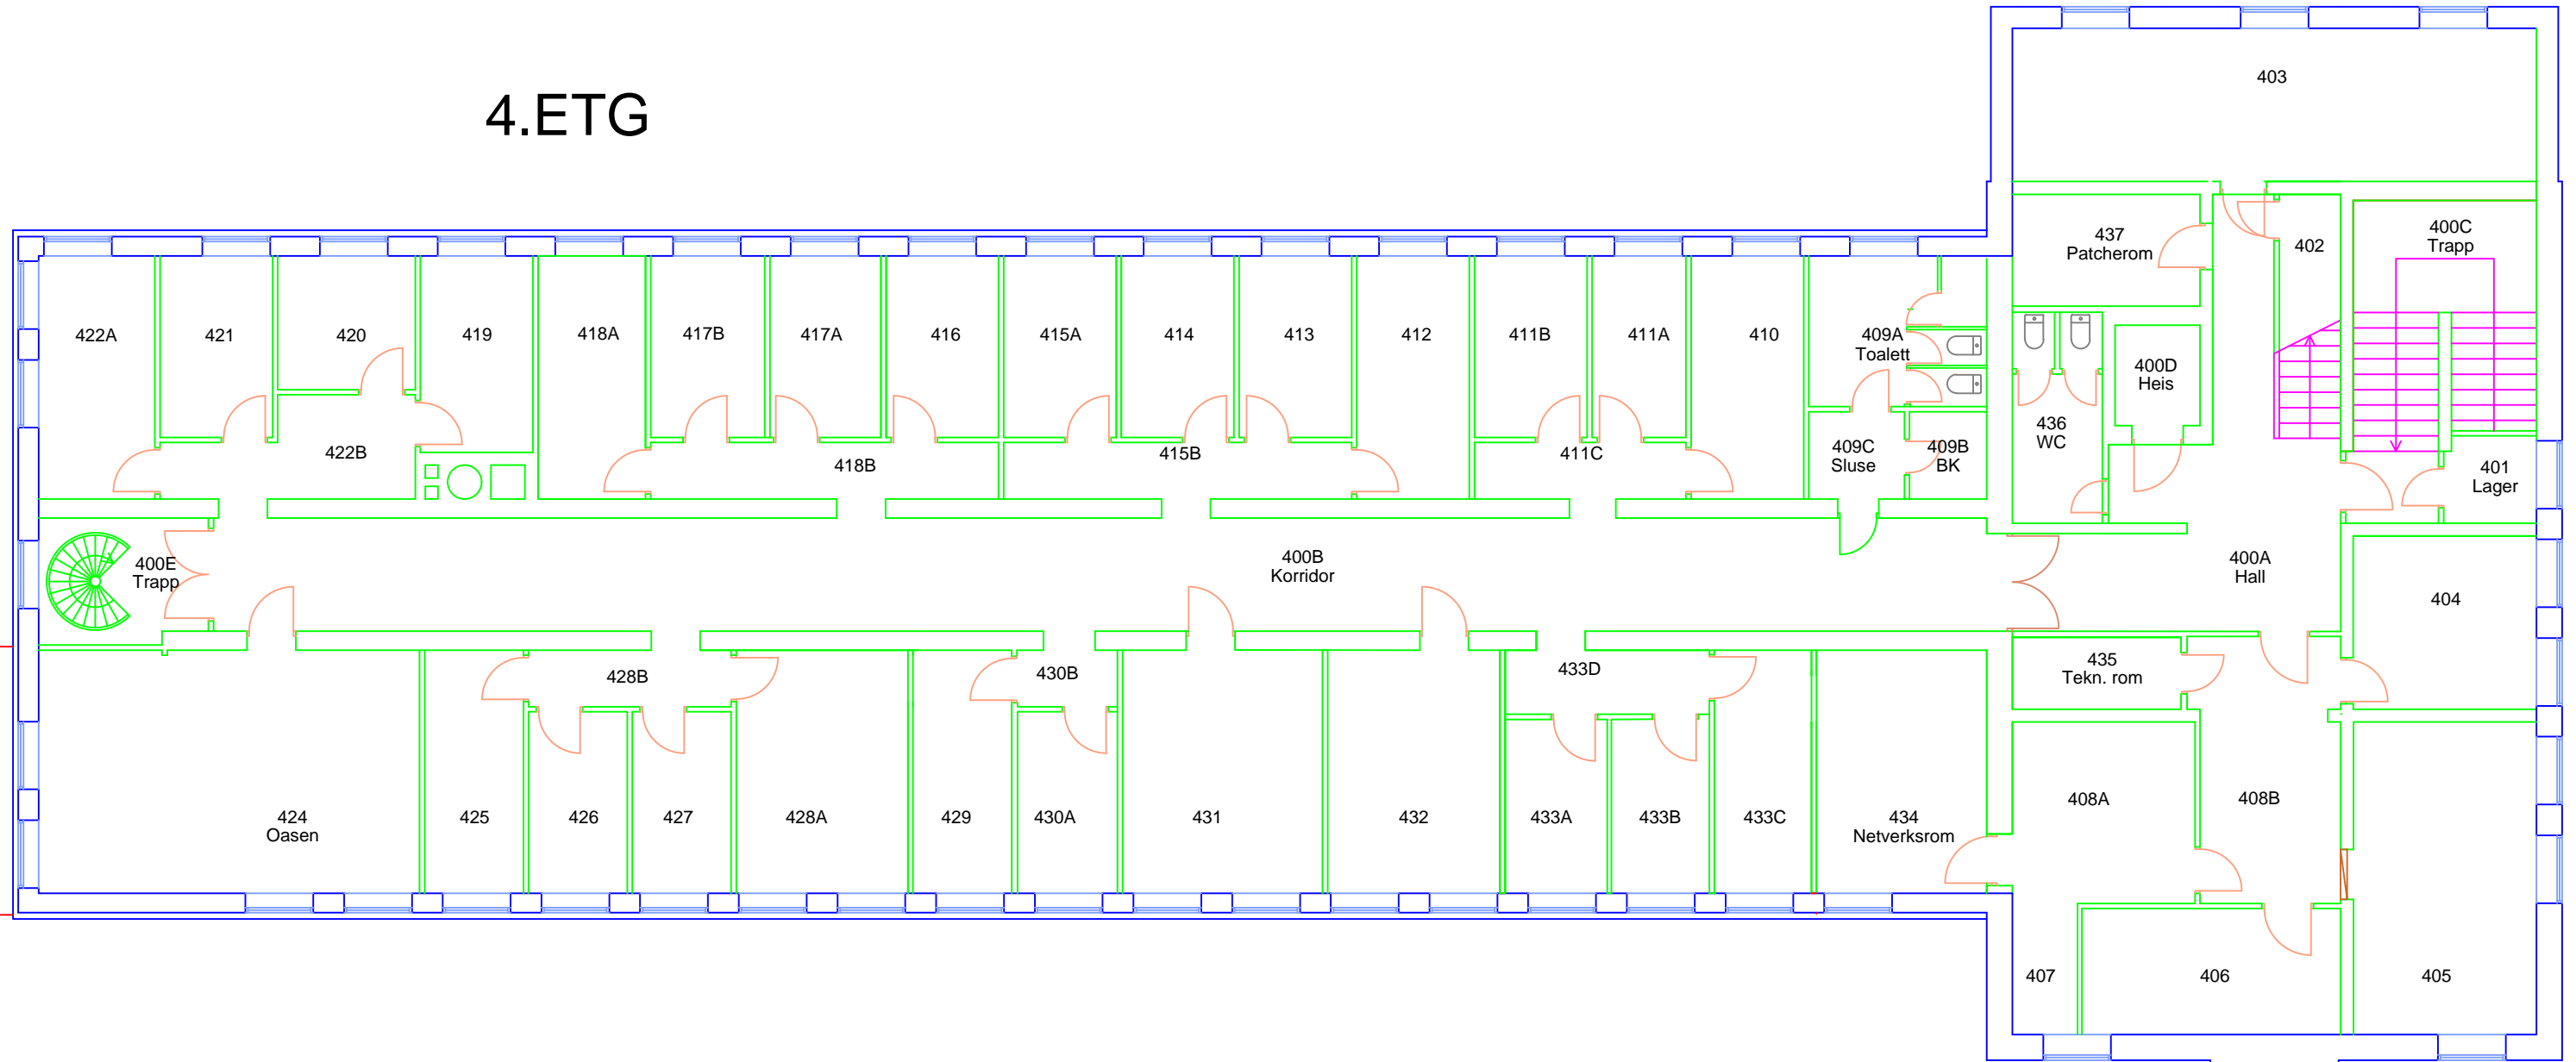 4.ETG
403
437
Patcherom
402
400C
Trapp
422A
421
420
419
418A
417B
417A
416
415A
414
413
412
411B
411A
410
409A
Toalett
400D
Heis
436
WC
422B
418B
415B
411C
409C
Sluse
409B
BK
401
Lager
400E
Trapp
400B
Korridor
400A
Hall
404
428B
430B
433D
435
Tekn. rom
424
Oasen
425
426
427
428A
429
430A
431
432
433A
433B
433C
434
Netverksrom
408A
408B
407
406
405